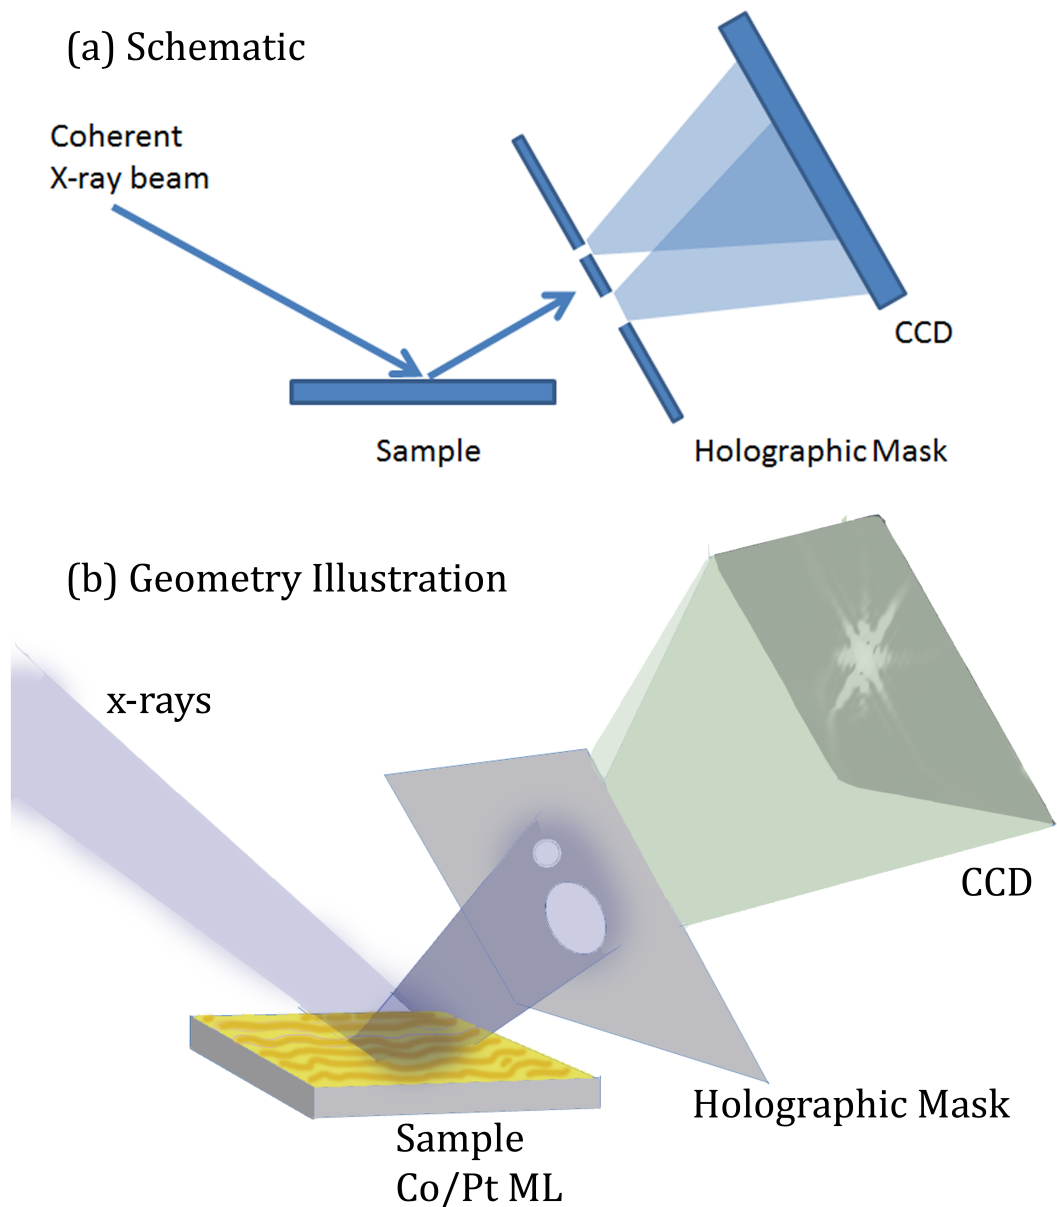 (a) Schematic
Coherent
X-ray beam
CCD
Sample
Holographic Mask
(b) Geometry Illustration
x-rays
CCD
Holographic Mask
Sample
Co/Pt ML